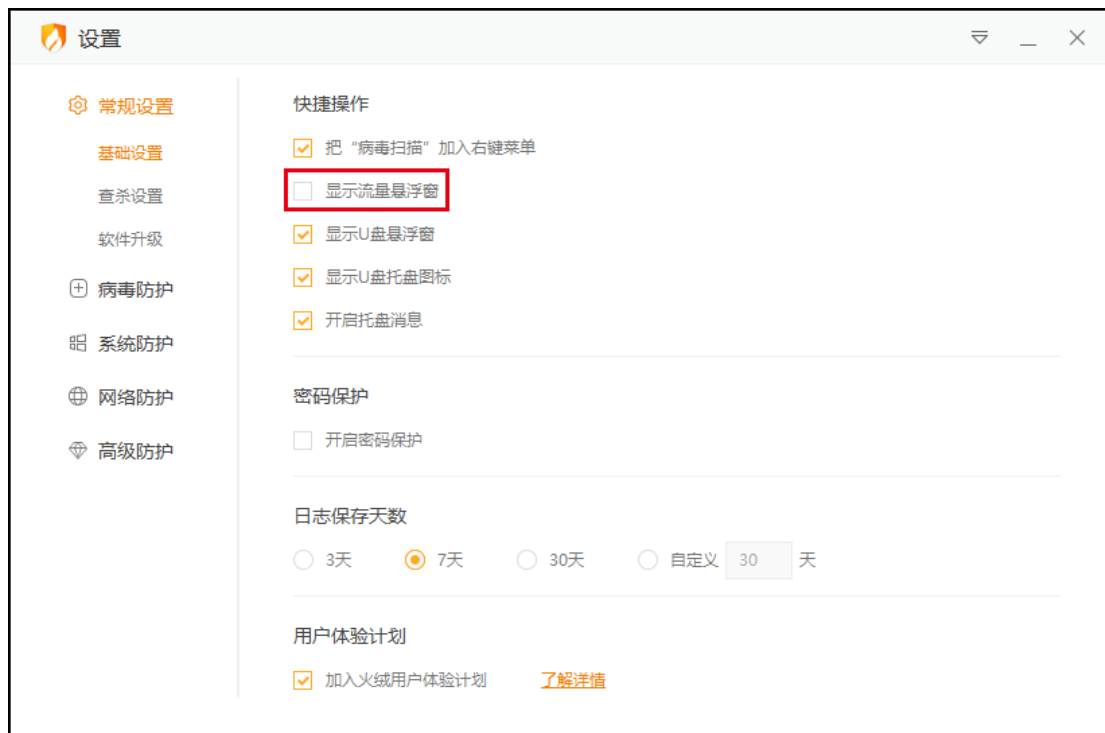 设置
常规设置
基础设置
查杀设置
软件升级
病毒防护
系统防护
网络防护
高级防护
快捷操作
把“病毒扫描”加入右键菜单
显示流量悬浮窗
显示U盘悬浮窗
显示U盘托盘图标
开启托盘消息
密码保护
开启密码保护
日志保存天数
3天 7天 30天 自定义 30 天
用户体验计划
加入火绒用户体验计划 了解详情